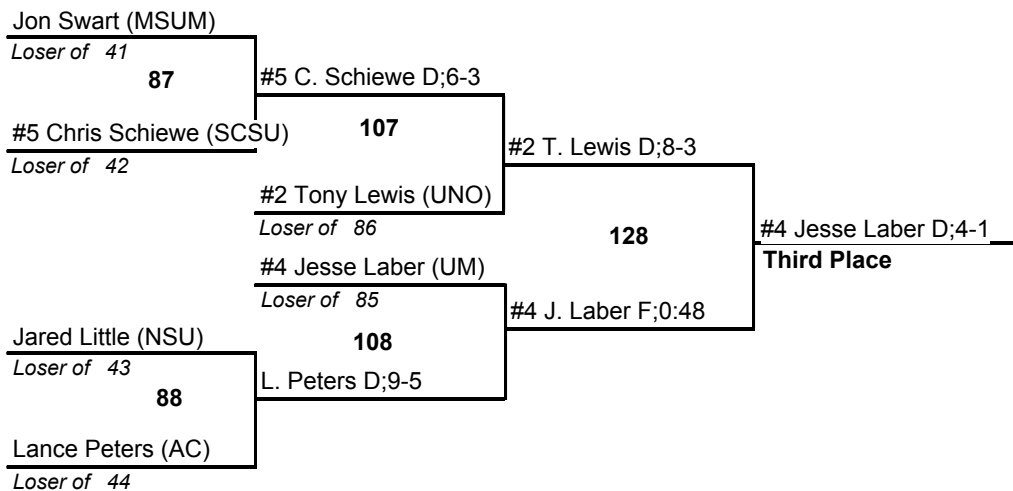 Jon Swart (MSUM)
Loser of 41
87
#5 C. Schiewe D;6-3
#5 Chris Schiewe (SCSU)
107
Loser of 42
#2 T. Lewis D;8-3
#2 Tony Lewis (UNO)
Loser of 86
128
#4 Jesse Laber D;4-1
#4 Jesse Laber (UM)
Third Place
Loser of 85
#4 J. Laber F;0:48
Jared Little (NSU)
108
Loser of 43
L. Peters D;9-5
88
Lance Peters (AC)
Loser of 44